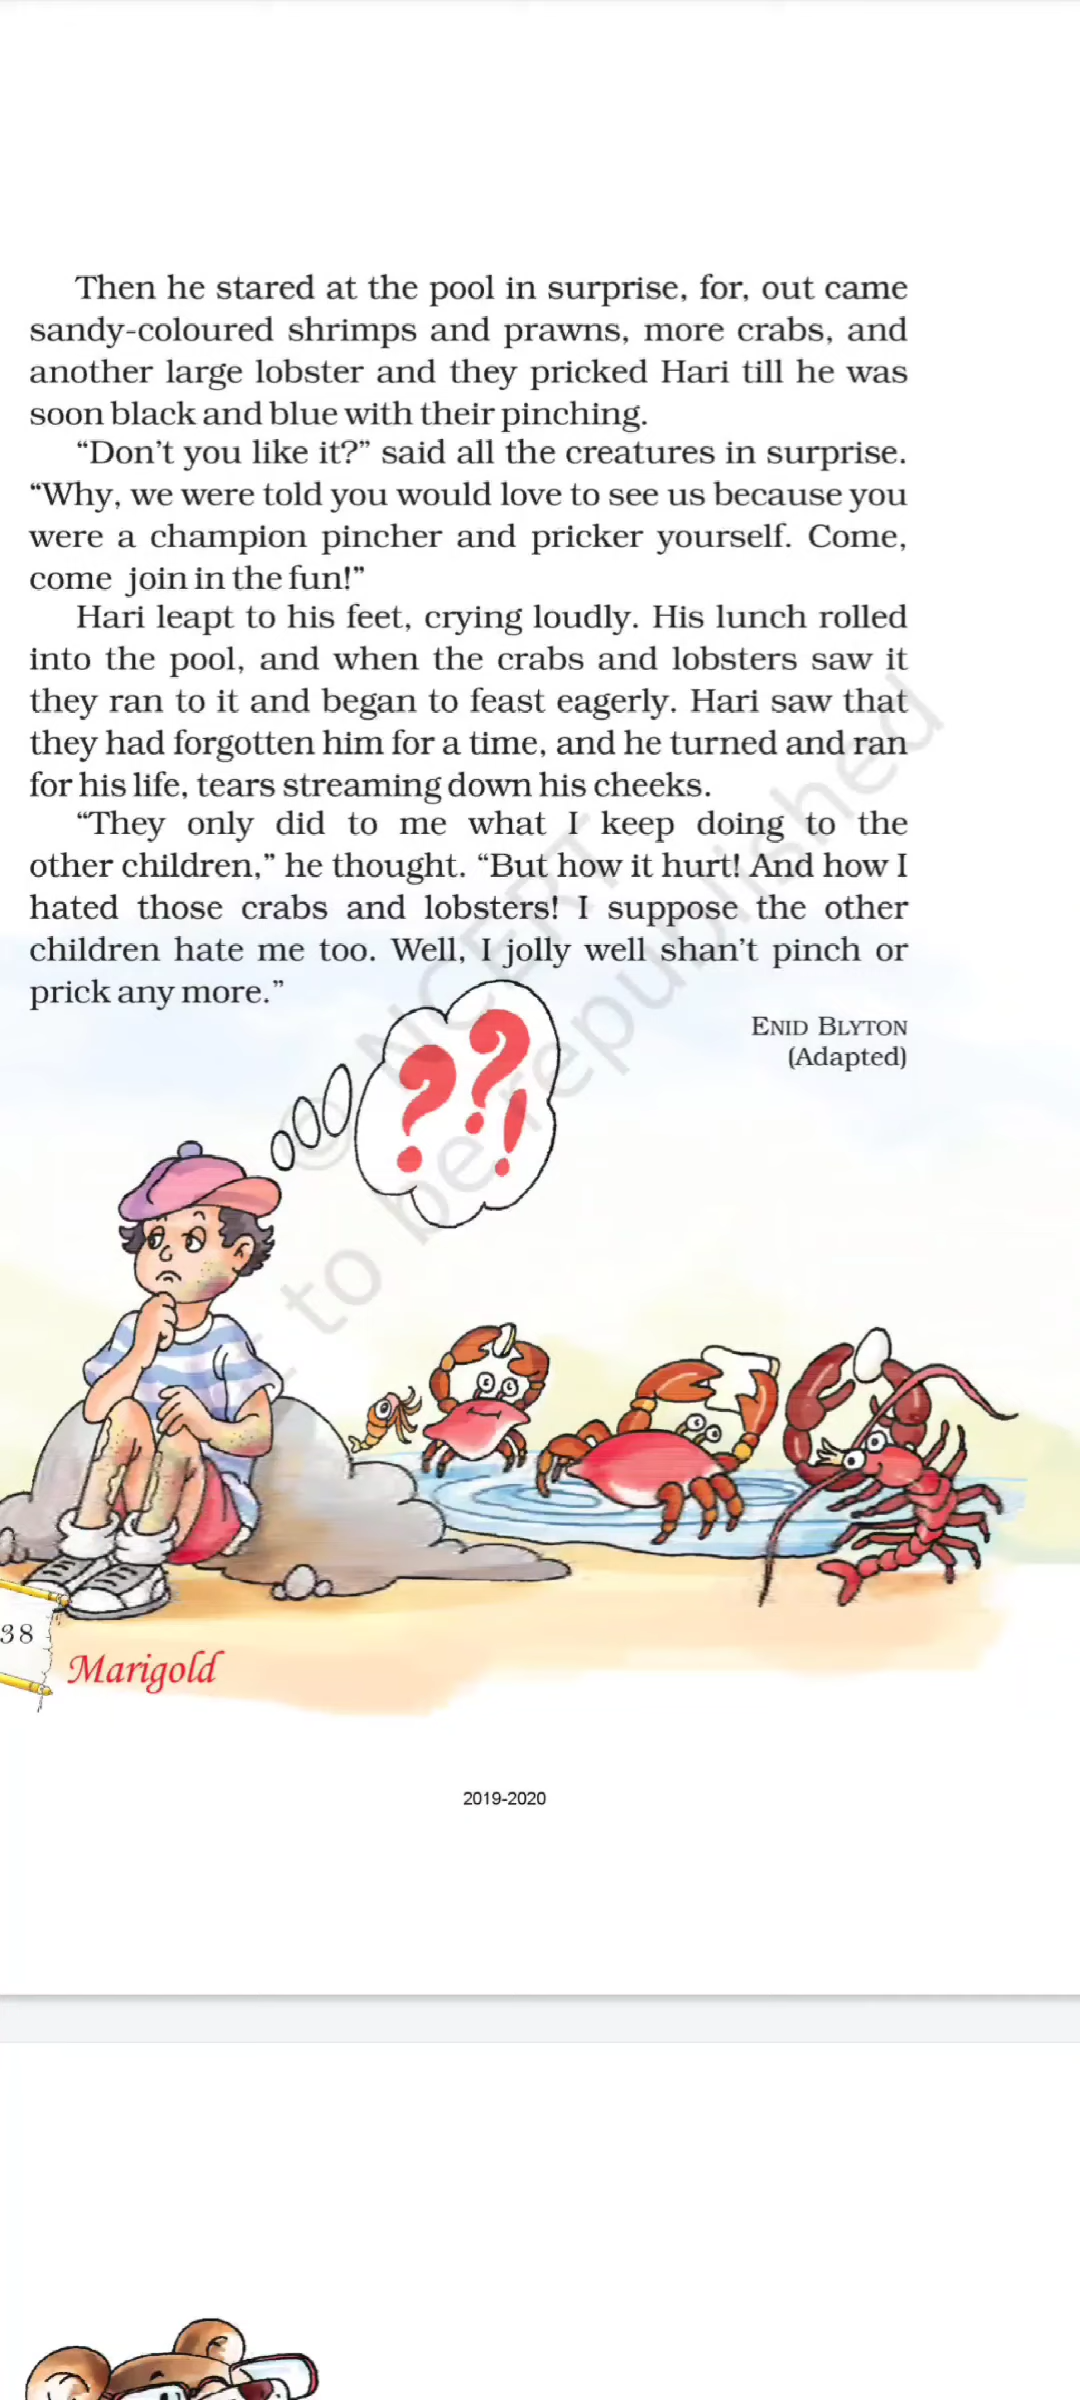 Then he stared at the pool in surprise, for, out came
sandy-coloured shrimps and prawns, more crabs, and
another large lobster and they pricked Hari till he was
soon black and blue with their pinching.
“Don’t you like it?” said all the creatures in surprise.
“Why, we were told you would love to see us because you
were a champion pincher and pricker yourself. Come,
come join in the fun!”
Hari leapt to his feet, crying loudly. His lunch rolled
into the pool, and when the crabs and lobsters saw it
they ran to it and began to feast eagerly. Hari saw that
they had forgotten him for a time, and he turned and ran
for his life, tears streaming down his cheeks.
“They only did to me what I keep doing to the
other children,” he thought. “But how it hurt! And how I
hated those crabs and lobsters! I suppose the other
children hate me too. Well, I jolly well shan’t pinch or
prick any more.”
ENID BLYTON
(Adapted)
© NCERT
to be republished
??!
38
Marigold
2019-2020